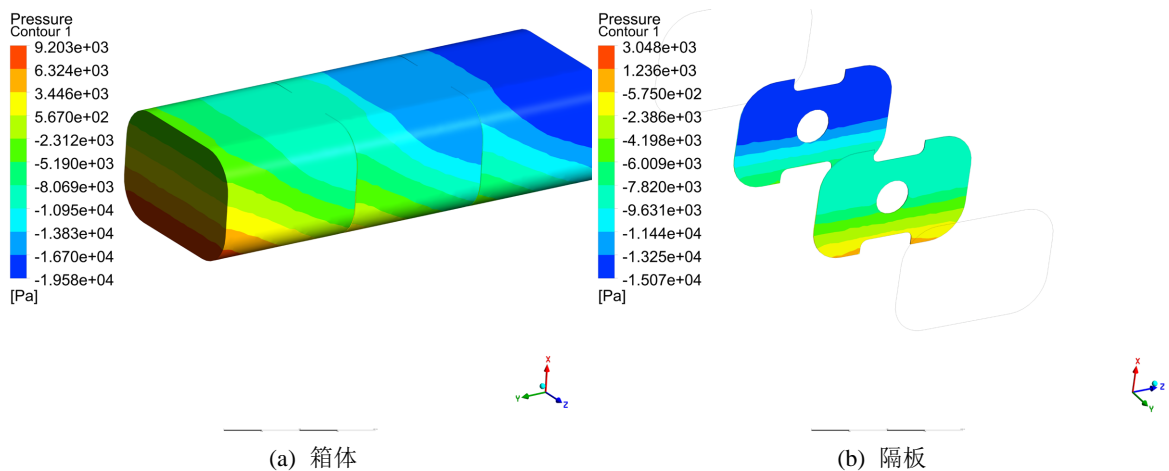 Pressure
Contour 1
9.203e+03
6.324e+03
3.446e+03
5.670e+02
-2.312e+03
-5.190e+03
-8.069e+03
-1.095e+04
-1.383e+04
-1.670e+04
-1.958e+04
[Pa]
X
Y
Z
(a) 箱体
Pressure
Contour 1
3.048e+03
1.236e+03
-5.750e+02
-2.386e+03
-4.198e+03
-6.009e+03
-7.820e+03
-9.631e+03
-1.144e+04
-1.325e+04
-1.507e+04
[Pa]
X
Z
Y
(b) 隔板